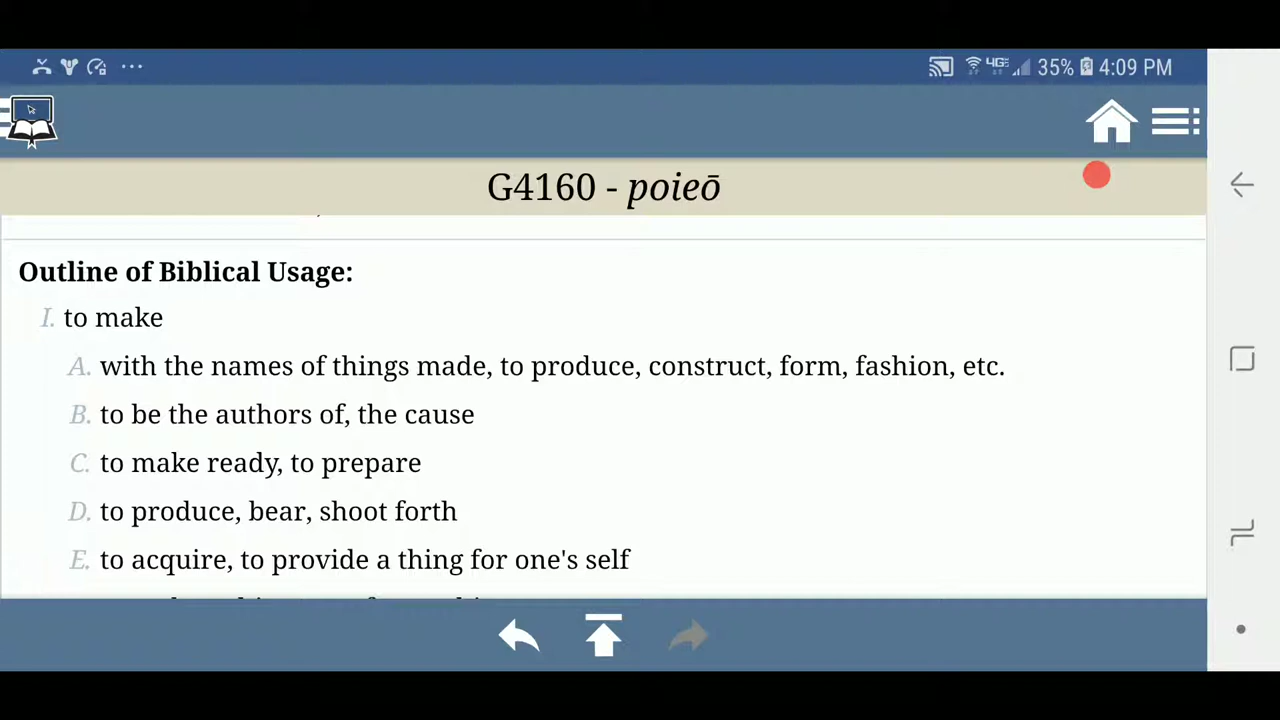 4G 35% 4:09 PM
G4160 - poieō
Outline of Biblical Usage:
I. to make
A. with the names of things made, to produce, construct, form, fashion, etc.
B. to be the authors of, the cause
C. to make ready, to prepare
D. to produce, bear, shoot forth
E. to acquire, to provide a thing for one's self